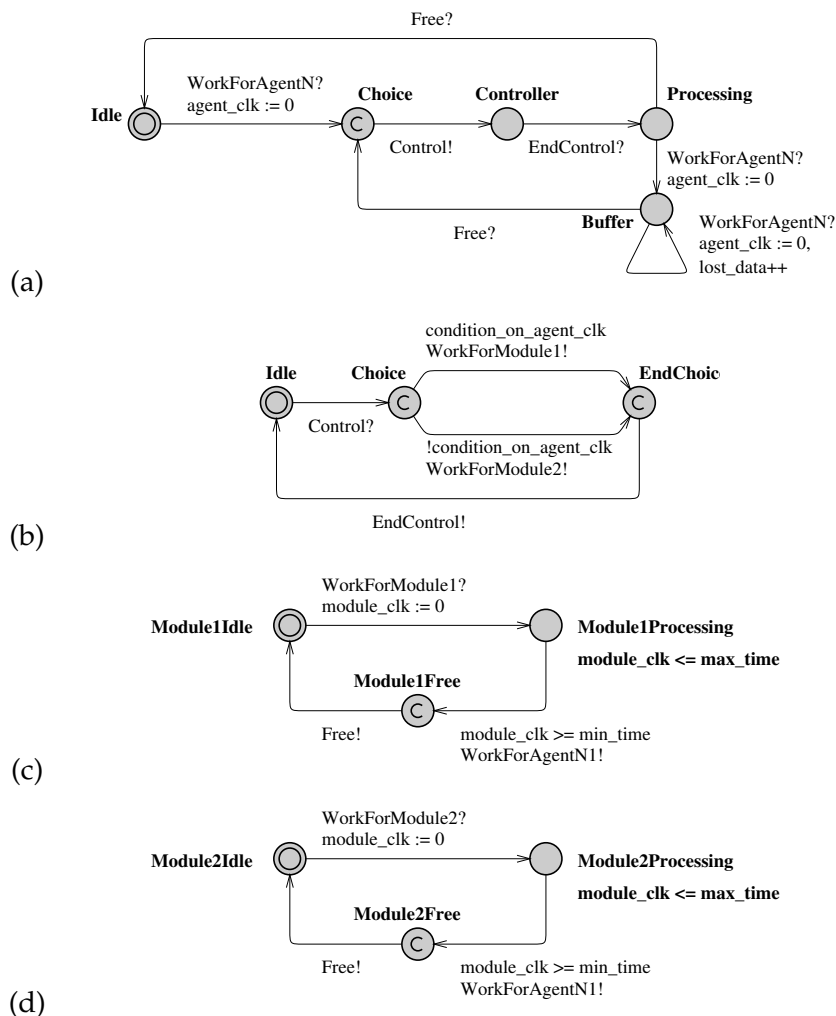 Free?
WorkForAgentN?
agent_clk := 0
Idle
Choice
Controller
Processing
C
Control!
EndControl?
WorkForAgentN?
agent_clk := 0
Buffer
Free?
WorkForAgentN?
agent_clk := 0,
lost_data++
(a)
condition_on_agent_clk
WorkForModule1!
Idle
Choice
EndChoice
C
C
Control?
!condition_on_agent_clk
WorkForModule2!
EndControl!
(b)
WorkForModule1?
module_clk := 0
Module1Idle
Module1Processing
module_clk <= max_time
Module1Free
C
Free!
module_clk >= min_time
WorkForAgentN1!
(c)
WorkForModule2?
module_clk := 0
Module2Idle
Module2Processing
module_clk <= max_time
Module2Free
C
Free!
module_clk >= min_time
WorkForAgentN1!
(d)